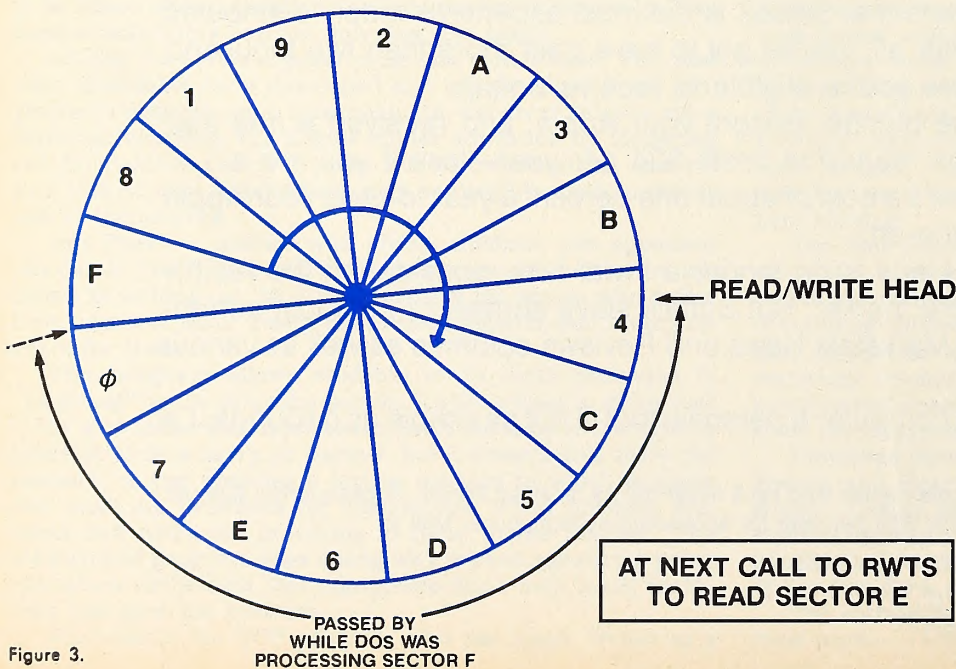 9
2
A
1
3
8
B
F
READ/WRITE HEAD
4
φ
C
7
5
E
6
D
AT NEXT CALL TO RWTS
TO READ SECTOR E
PASSED BY
WHILE DOS WAS
PROCESSING SECTOR F
Figure 3.